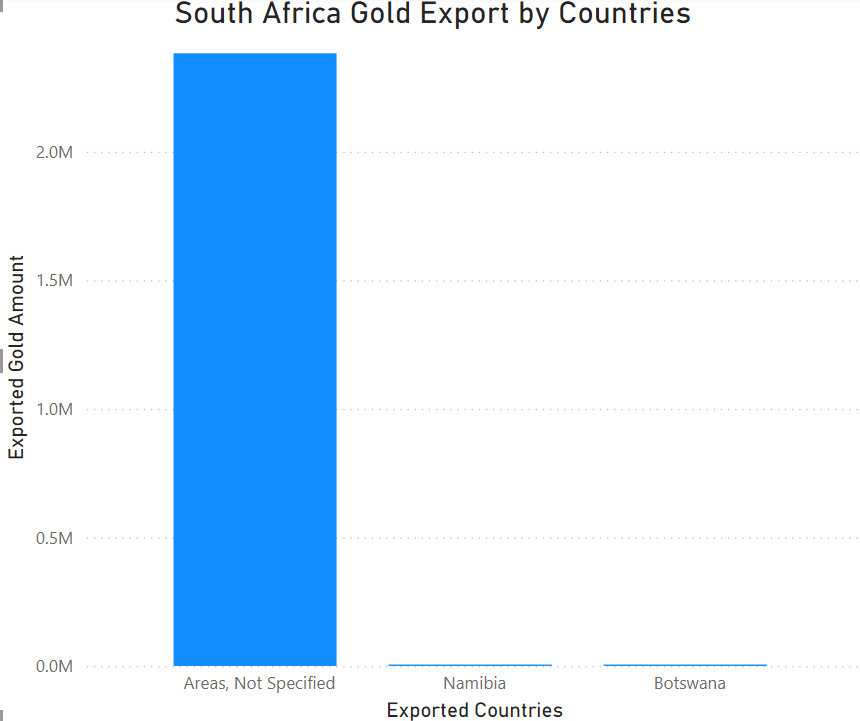 South Africa Gold Export by Countries
Exported Gold Amount
2.0M
1.5M
1.0M
0.5M
0.0M
Areas, Not Specified
Namibia
Botswana
Exported Countries